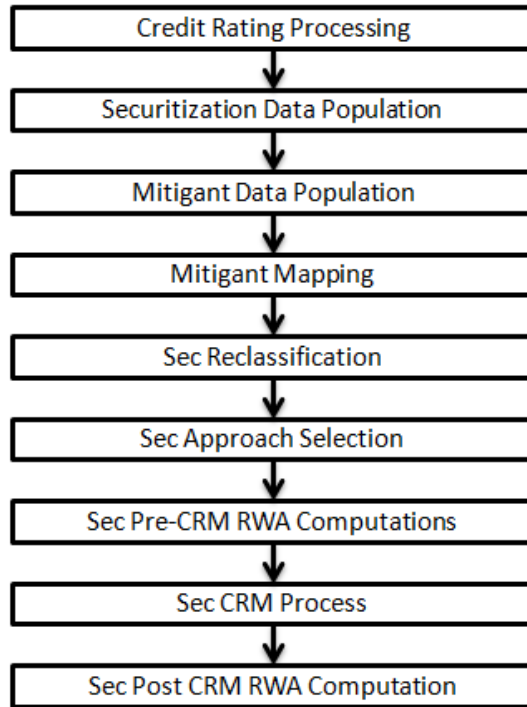 Credit Rating Processing
Securitization Data Population
Mitigant Data Population
Mitigant Mapping
Sec Reclassification
Sec Approach Selection
Sec Pre-CRM RWA Computations
Sec CRM Process
Sec Post CRM RWA Computation